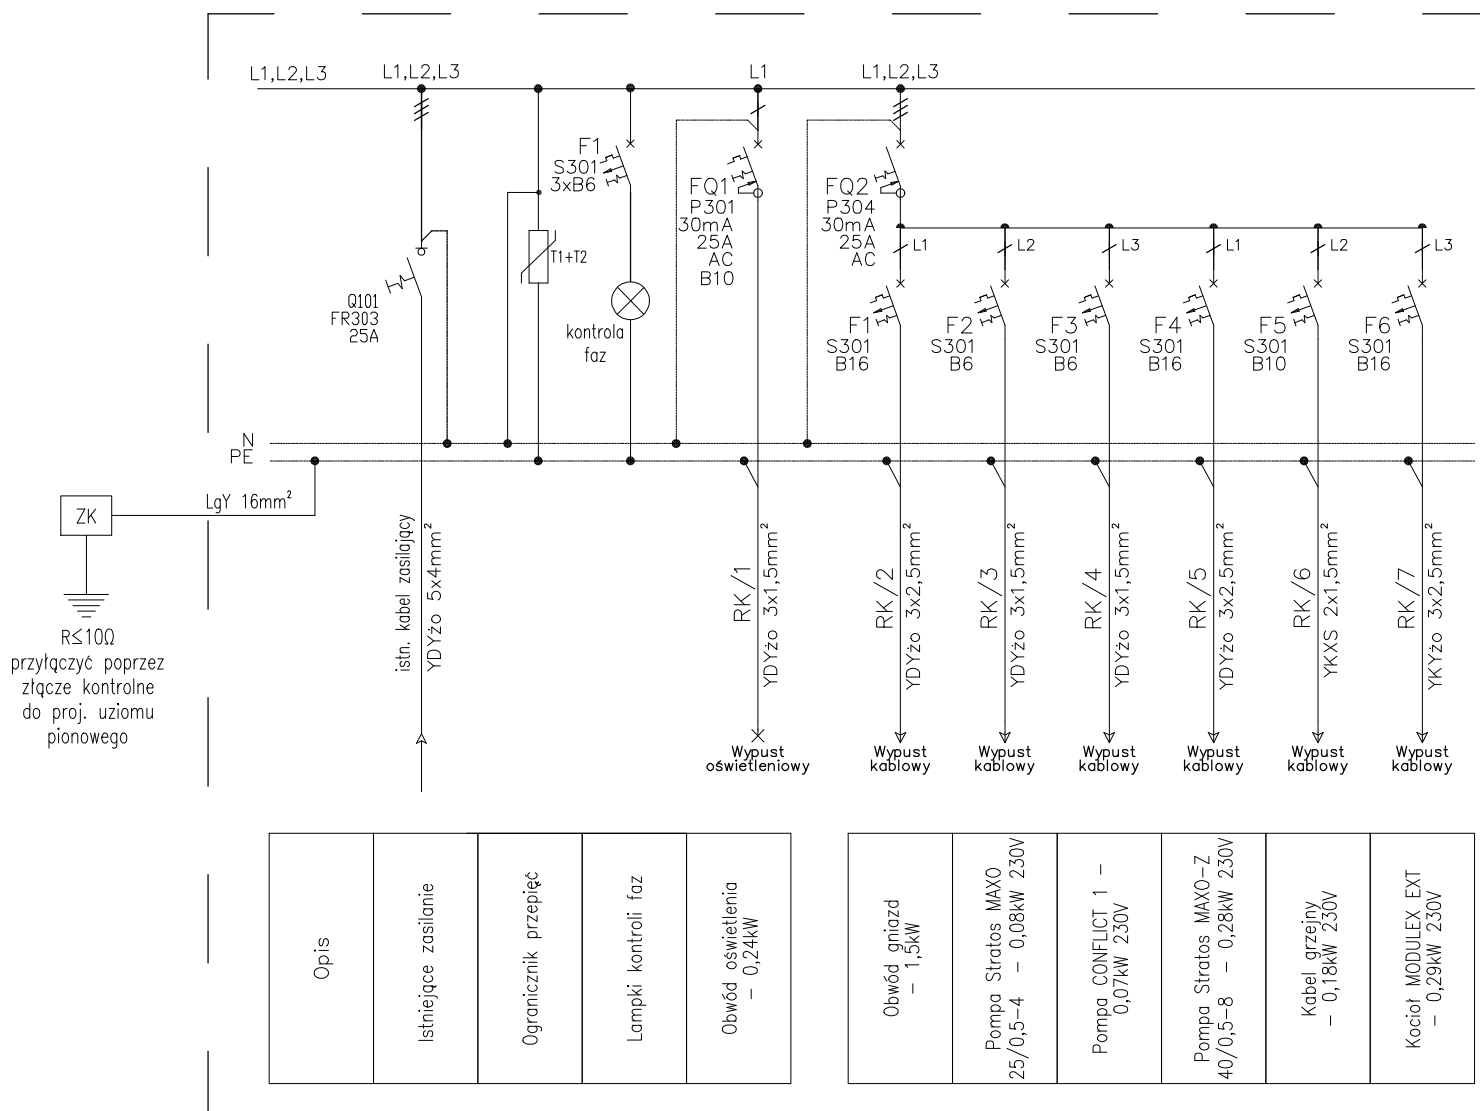 L1,L2,L3
L1,L2,L3
L1
L1,L2,L3
F1
S301
3xB6
FQ1
P301
30mA
25A
AC
B10
FQ2
P304
30mA
25A
AC
L1
L2
L3
L1
L2
L3
T1+T2
Q101
FR303
25A
kontrola
faz
F1
S301
B16
F2
S301
B6
F3
S301
B6
F4
S301
B16
F5
S301
B10
F6
S301
B16
N
PE
LgY 16mm²
ZK
R≤10Ω
przyłączyć poprzez
złącze kontrolne
do proj. uziomu
pionowego
istn. kabel zasilający
YDYżo 5x4mm²
RK/1
YDYżo 3x1,5mm²
RK/2
YDYżo 3x2,5mm²
RK/3
YDYżo 3x1,5mm²
RK/4
YDYżo 3x1,5mm²
RK/5
YDYżo 3x2,5mm²
RK/6
YKXS 2x1,5mm²
RK/7
YKYżo 3x2,5mm²
Wypust
oświetleniowy
Wypust
kablowy
Wypust
kablowy
Wypust
kablowy
Wypust
kablowy
Wypust
kablowy
Wypust
kablowy
Opis
Istniejące zasilanie
Ogranicznik przepięć
Lampki kontroli faz
Obwód oświetlenia
– 0,24kW
Obwód gniazd
– 1,5kW
Pompa Stratos MAXO
25/0,5–4 – 0,08kW 230V
Pompa CONFLICT 1 –
0,07kW 230V
Pompa Stratos MAXO–Z
40/0,5–8 – 0,28kW 230V
Kabel grzejny
– 0,18kW 230V
Kocioł MODULEX EXT
– 0,29kW 230V